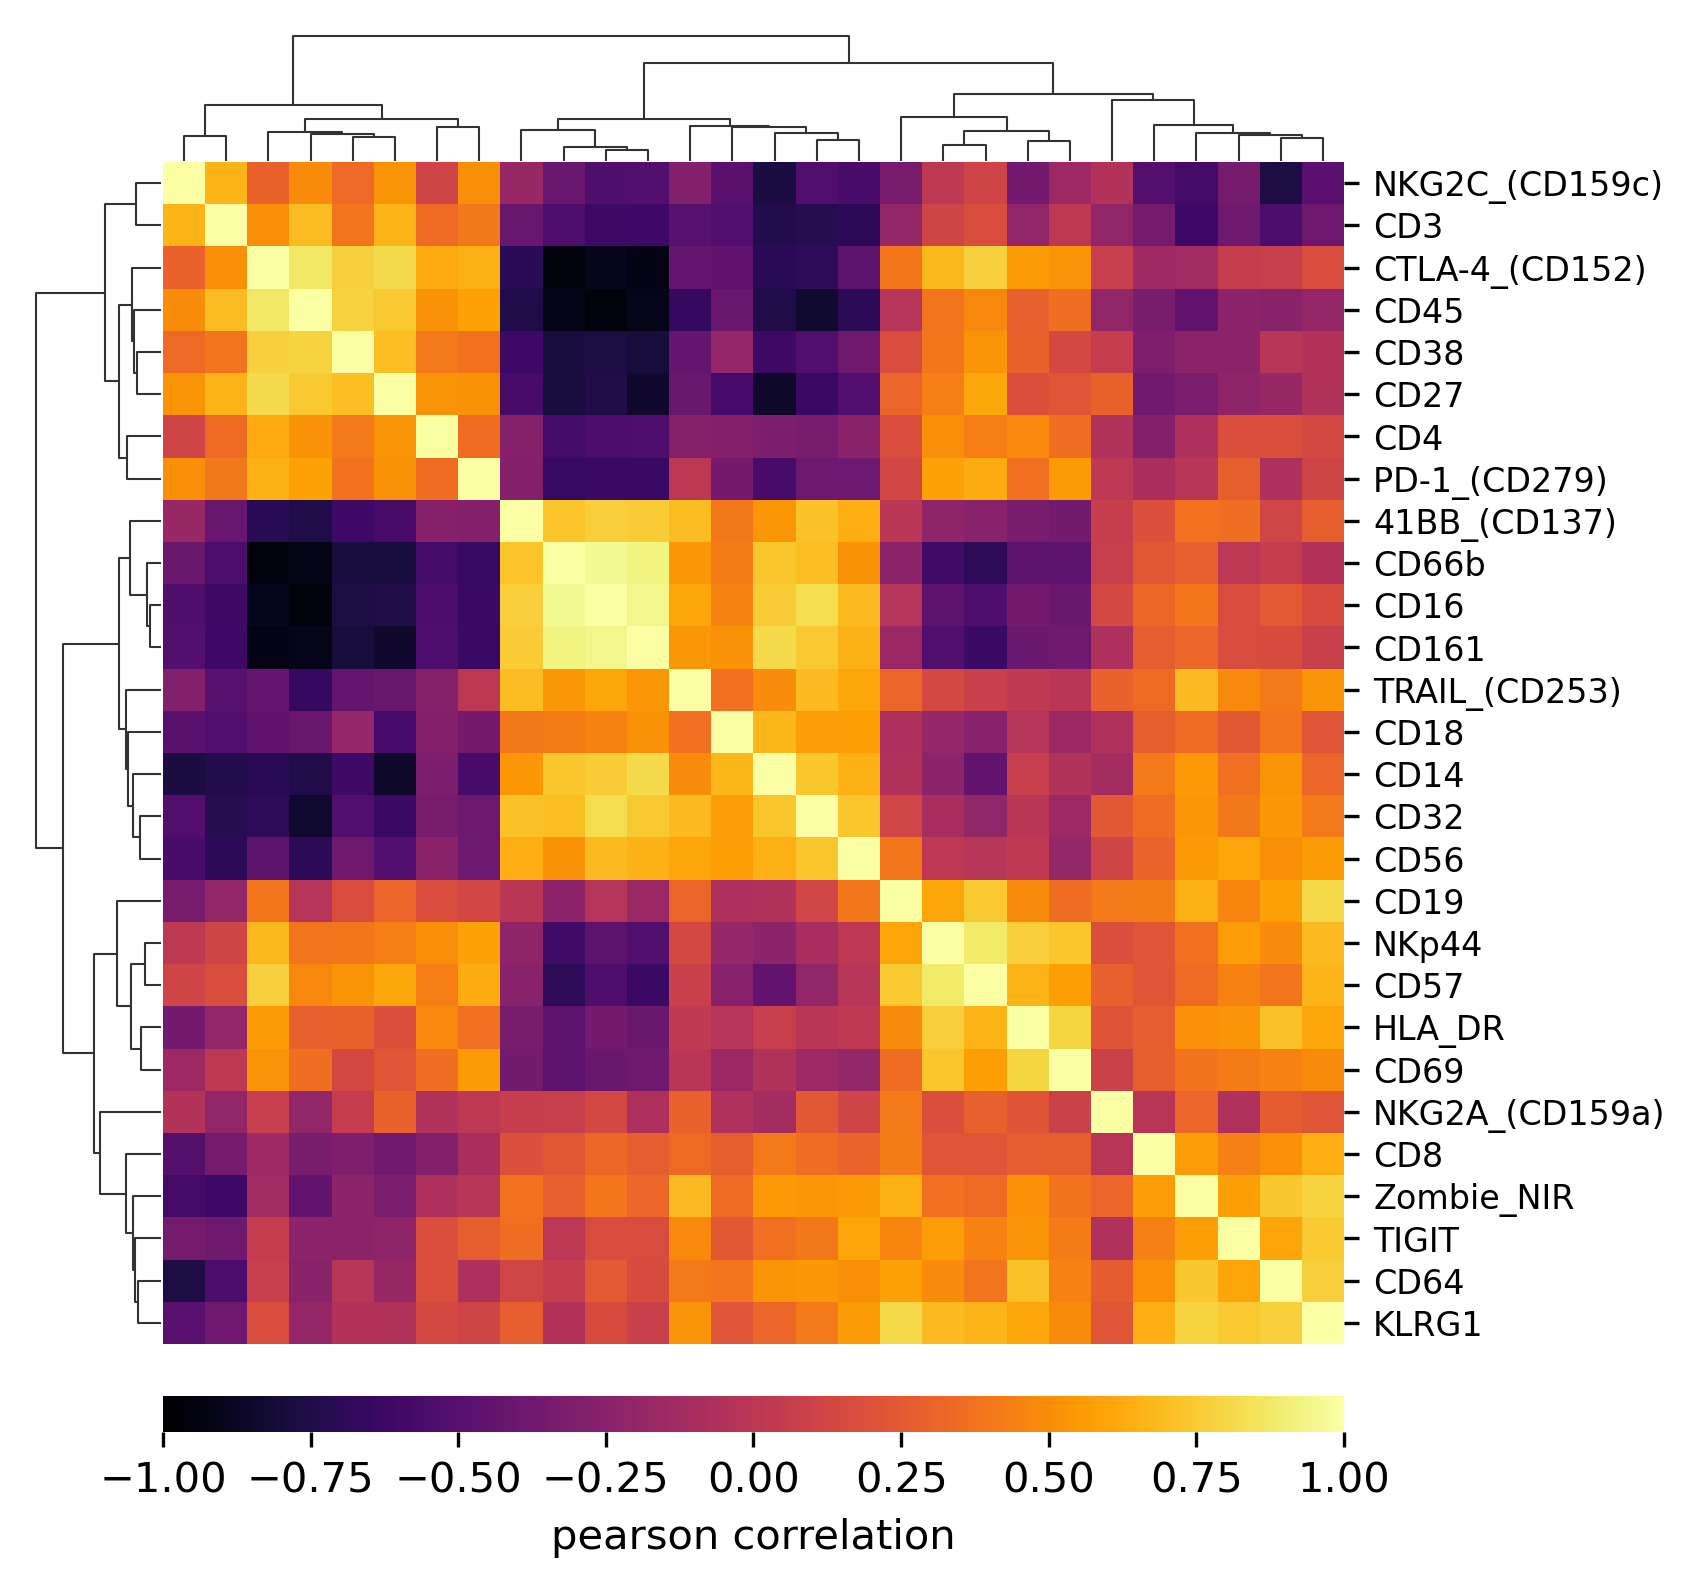 NKG2C_(CD159c)
CD3
CTLA-4_(CD152)
CD45
CD38
CD27
CD4
PD-1_(CD279)
41BB_(CD137)
CD66b
CD16
CD161
TRAIL_(CD253)
CD18
CD14
CD32
CD56
CD19
NKp44
CD57
HLA_DR
CD69
NKG2A_(CD159a)
CD8
Zombie_NIR
TIGIT
CD64
KLRG1
−1.00 −0.75 −0.50 −0.25 0.00 0.25 0.50 0.75 1.00
pearson correlation